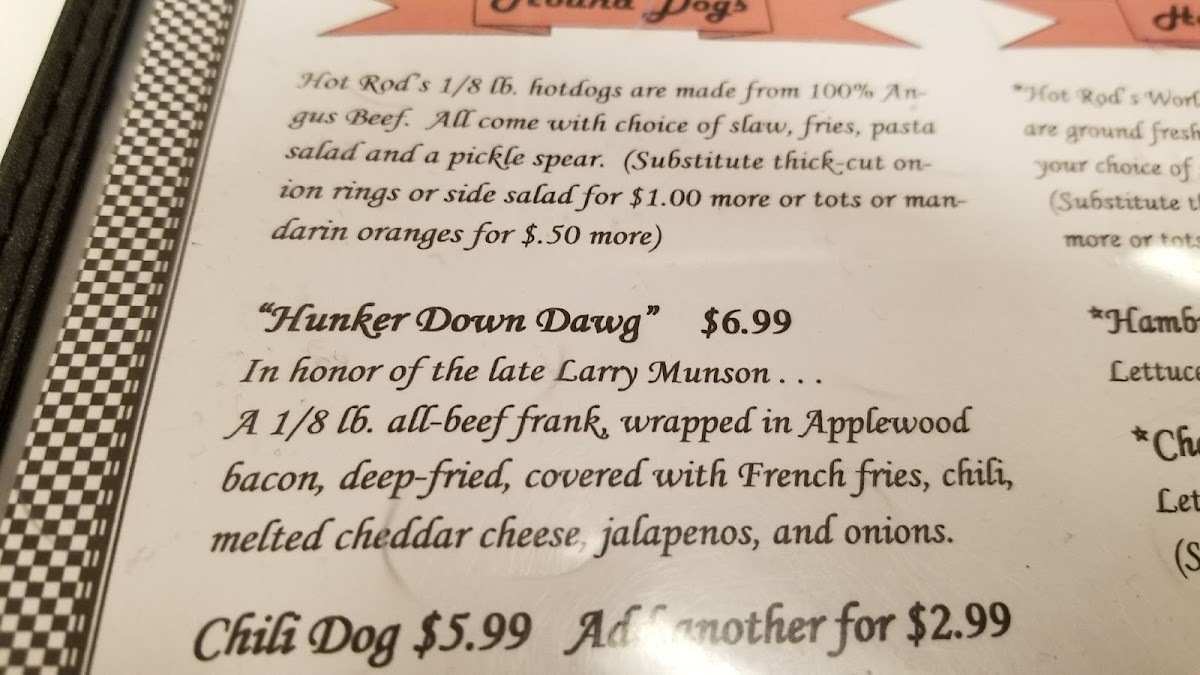 Hound Dogs
Hot Rod's 1/8 lb. hotdogs are made from 100% An-
gus Beef. All come with choice of slaw, fries, pasta
salad and a pickle spear. (Substitute thick-cut on-
ion rings or side salad for $1.00 more or tots or man-
darin oranges for $.50 more)
"Hunker Down Dawg" $6.99
In honor of the late Larry Munson . . .
A 1/8 lb. all-beef frank, wrapped in Applewood
bacon, deep-fried, covered with French fries, chili,
melted cheddar cheese, jalapenos, and onions.
Chili Dog $5.99 Add another for $2.99
*Hot Rod's
are ground fresh
your choice of
(Substitute
more or tots
*Hamb
Lettuce
*Ch
Let
(S